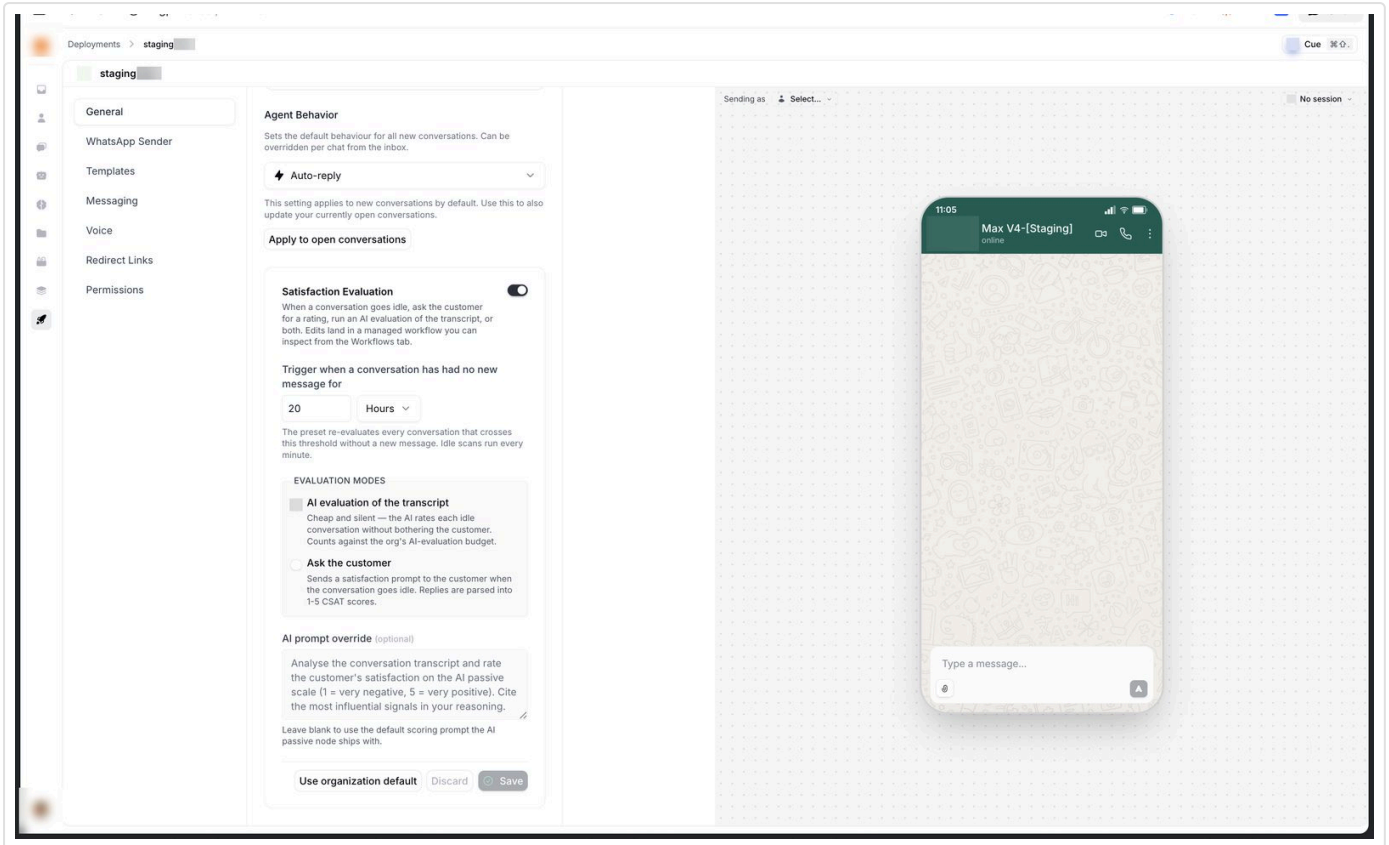 Deployments > staging
Cue ⌘⇧.
staging
General
WhatsApp Sender
Templates
Messaging
Voice
Redirect Links
Permissions
Agent Behavior
Sets the default behaviour for all new conversations. Can be
overridden per chat from the inbox.
Auto-reply
This setting applies to new conversations by default. Use this to also
update your currently open conversations.
Apply to open conversations
Satisfaction Evaluation
When a conversation goes idle, ask the customer
for a rating, run an AI evaluation of the transcript, or
both. Edits land in a managed workflow you can
inspect from the Workflows tab.
Trigger when a conversation has had no new
message for
20 Hours
The preset re-evaluates every conversation that crosses
this threshold without a new message. Idle scans run every
minute.
EVALUATION MODES
AI evaluation of the transcript
Cheap and silent — the AI rates each idle
conversation without bothering the customer.
Counts against the org's AI-evaluation budget.
Ask the customer
Sends a satisfaction prompt to the customer when
the conversation goes idle. Replies are parsed into
1-5 CSAT scores.
AI prompt override (optional)
Analyse the conversation transcript and rate
the customer's satisfaction on the AI passive
scale (1 = very negative, 5 = very positive). Cite
the most influential signals in your reasoning.
Leave blank to use the default scoring prompt the AI
passive node ships with.
Use organization default Discard Save
Sending as Select...
No session
11:05
Max V4-[Staging]
online
Type a message...